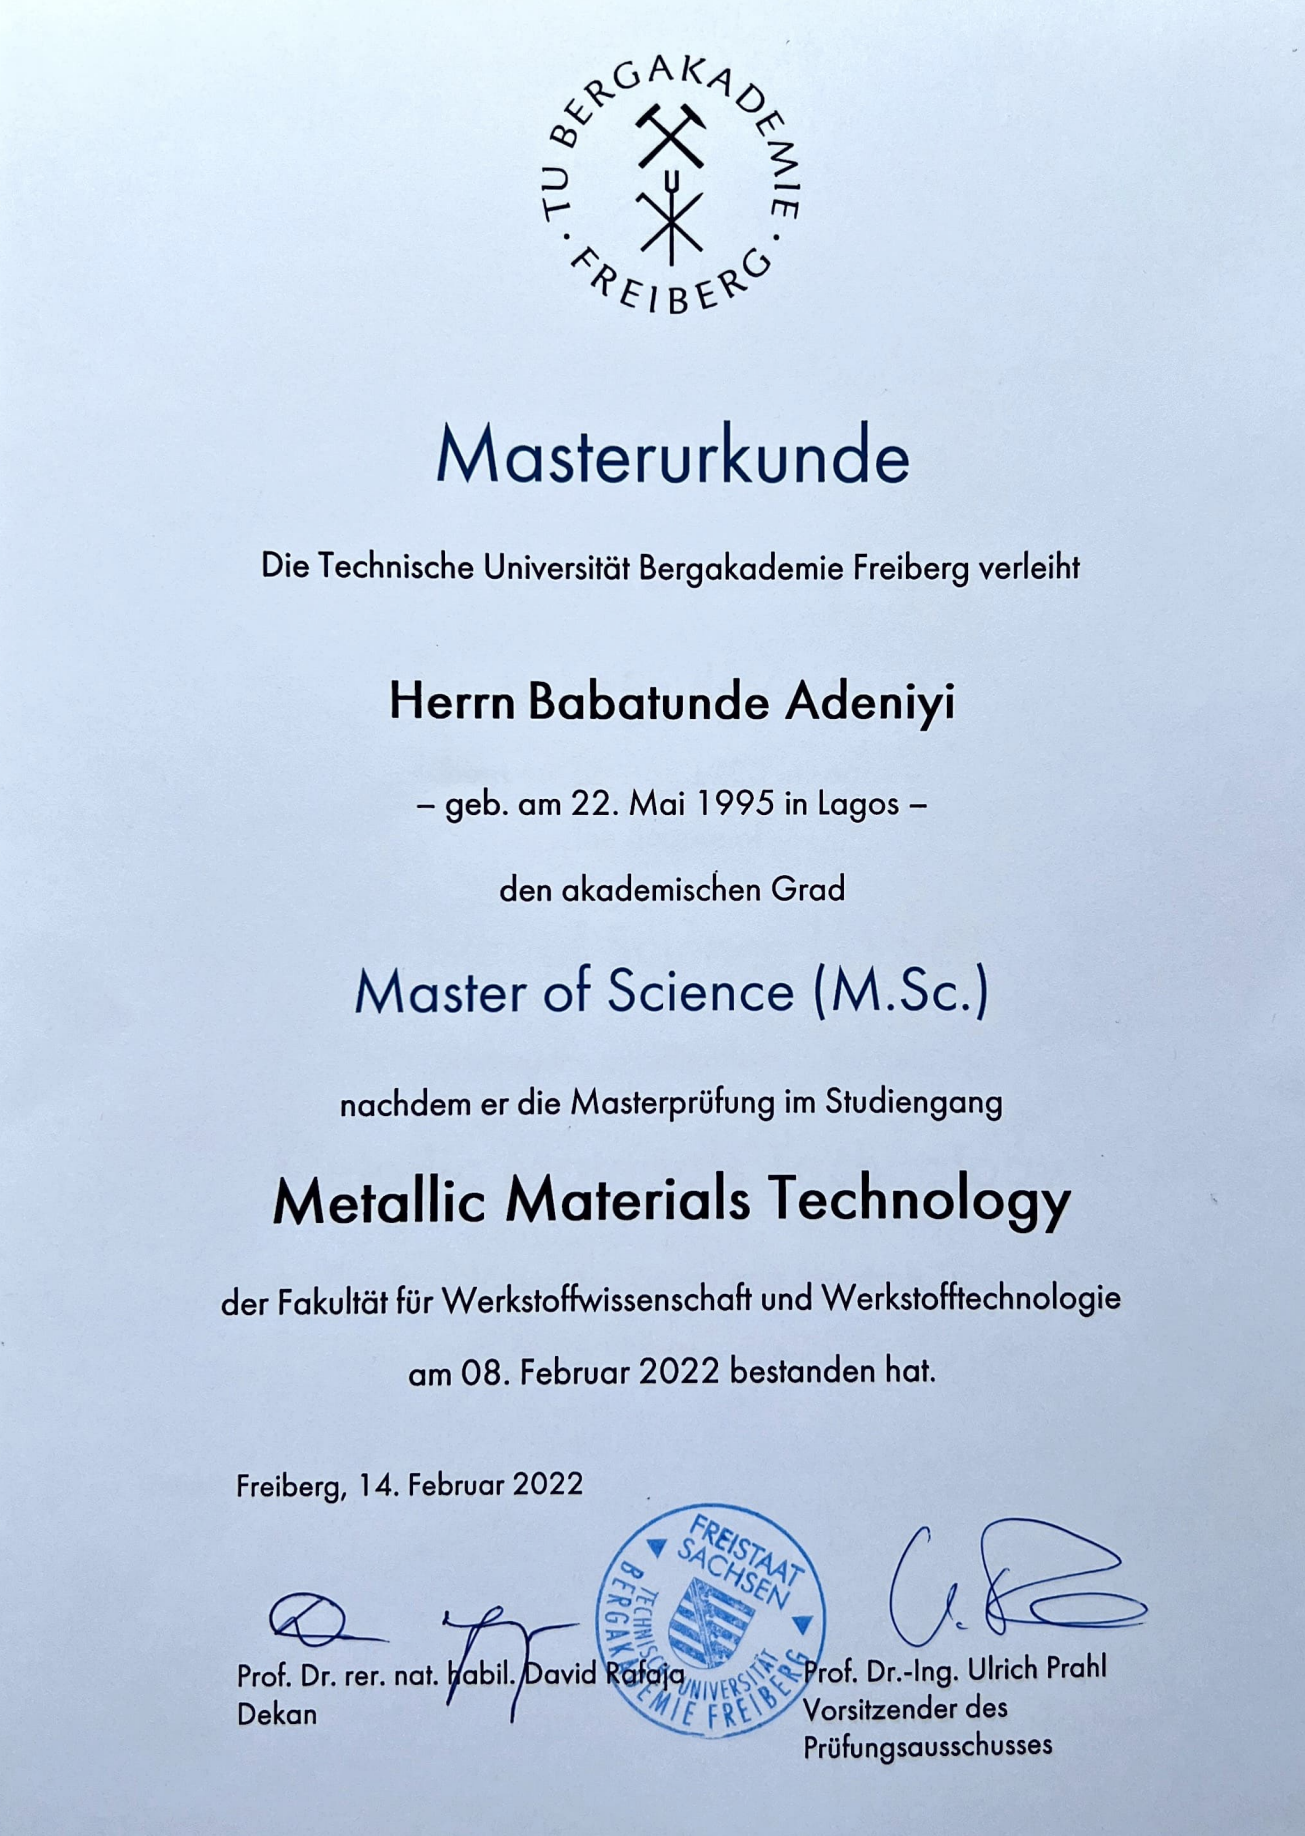 TU BERGAKADEMIE
· FREIBERG ·
Masterurkunde
Die Technische Universität Bergakademie Freiberg verleiht
Herrn Babatunde Adeniyi
– geb. am 22. Mai 1995 in Lagos –
den akademischen Grad
Master of Science (M.Sc.)
nachdem er die Masterprüfung im Studiengang
Metallic Materials Technology
der Fakultät für Werkstoffwissenschaft und Werkstofftechnologie
am 08. Februar 2022 bestanden hat.
Freiberg, 14. Februar 2022
FREISTAAT
SACHSEN
TECHNISCHE UNIVERSITÄT
BERGAKADEMIE FREIBERG
Prof. Dr. rer. nat. habil. David Rafaja
Dekan
Prof. Dr.-Ing. Ulrich Prahl
Vorsitzender des
Prüfungsausschusses